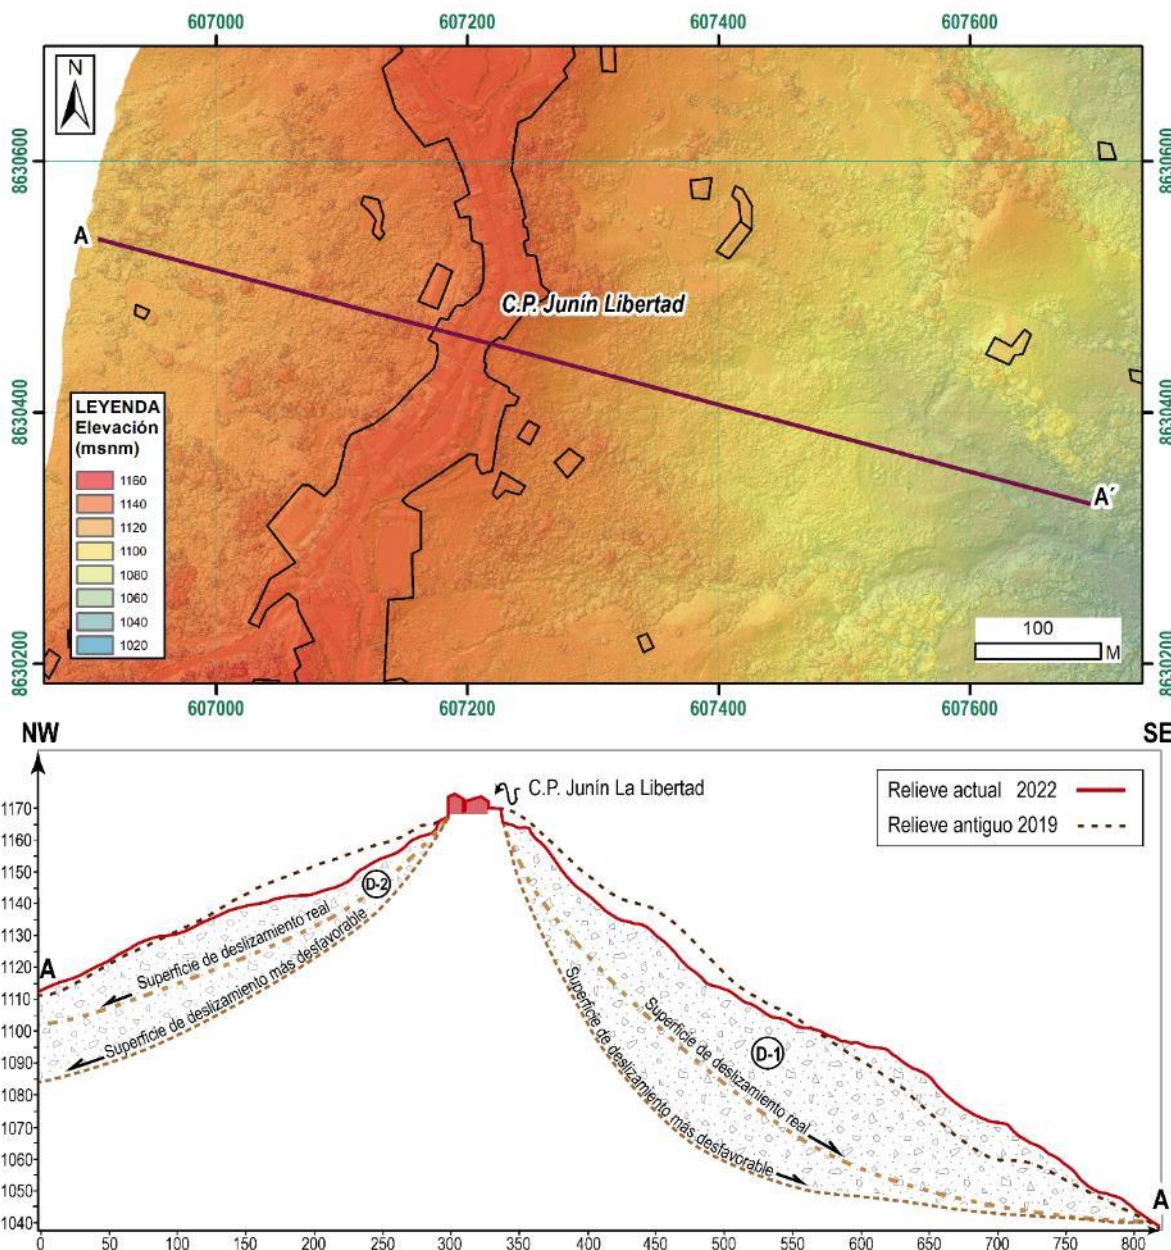 607000 607200 607400 607600
N
8630600 8630600
A
C.P. Junín Libertad
8630400 8630400
LEYENDA
Elevación
(msnm)
1160
1140
1120
1100
1080
1060
1040
1020
A´
100
M
8630200 8630200
607000 607200 607400 607600
NW SE
C.P. Junín La Libertad
Relieve actual 2022
Relieve antiguo 2019
1170
1160
1150
1140
1130
1120
1110
1100
1090
1080
1070
1060
1050
1040
D-2
Superficie de deslizamiento real
Superficie de deslizamiento más desfavorable
A
Superficie de deslizamiento real
D-1
Superficie de deslizamiento más desfavorable
A
0 50 100 150 200 250 300 350 400 450 500 550 600 650 700 750 800